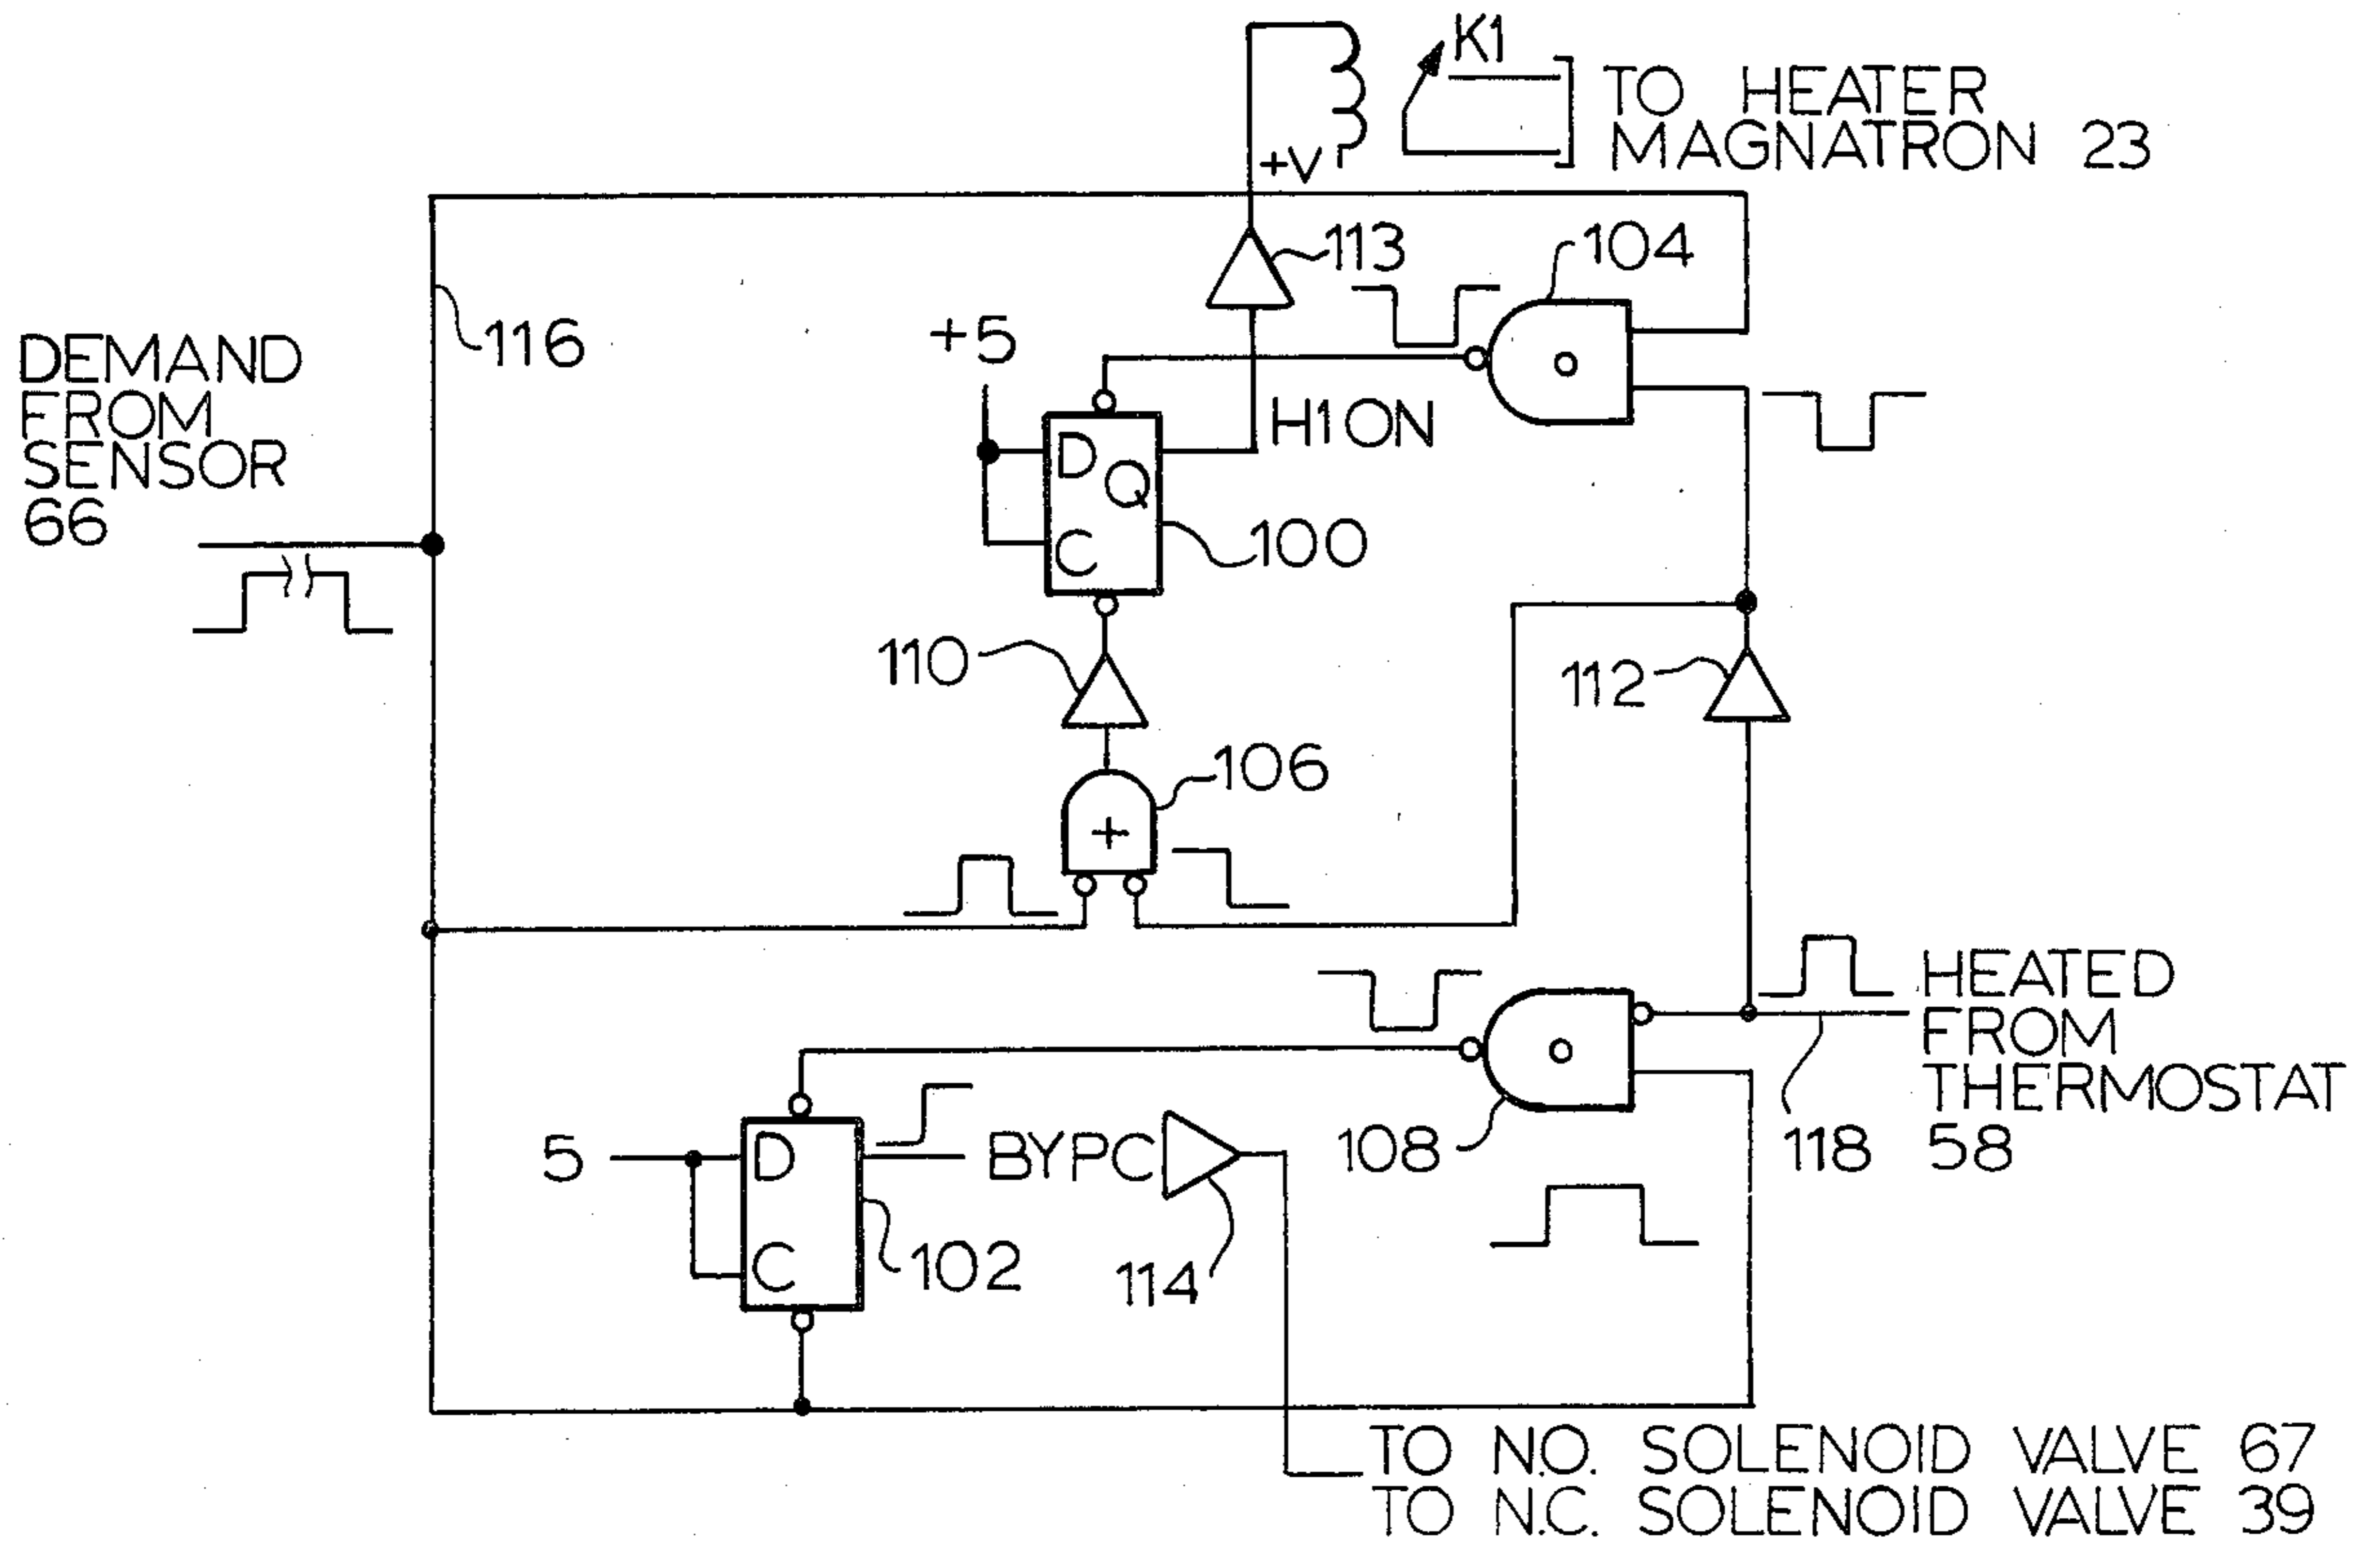 K1
TO HEATER
MAGNATRON 23
+V
113
104
116
+5
DEMAND
FROM
SENSOR
66
H1 ON
D
Q
C
100
110
112
106
+
HEATED
FROM
THERMOSTAT
58
118
108
5
D
BYPC
C
102
114
TO N.O. SOLENOID VALVE 67
TO N.C. SOLENOID VALVE 39